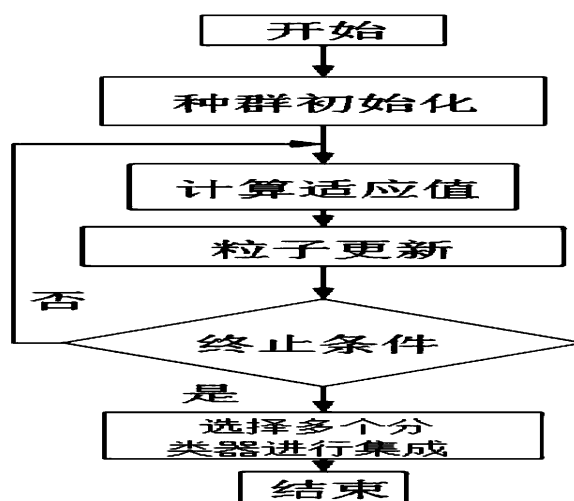 开始
种群初始化
计算适应值
粒子更新
否
终止条件
是
选择多个分
类器进行集成
结束